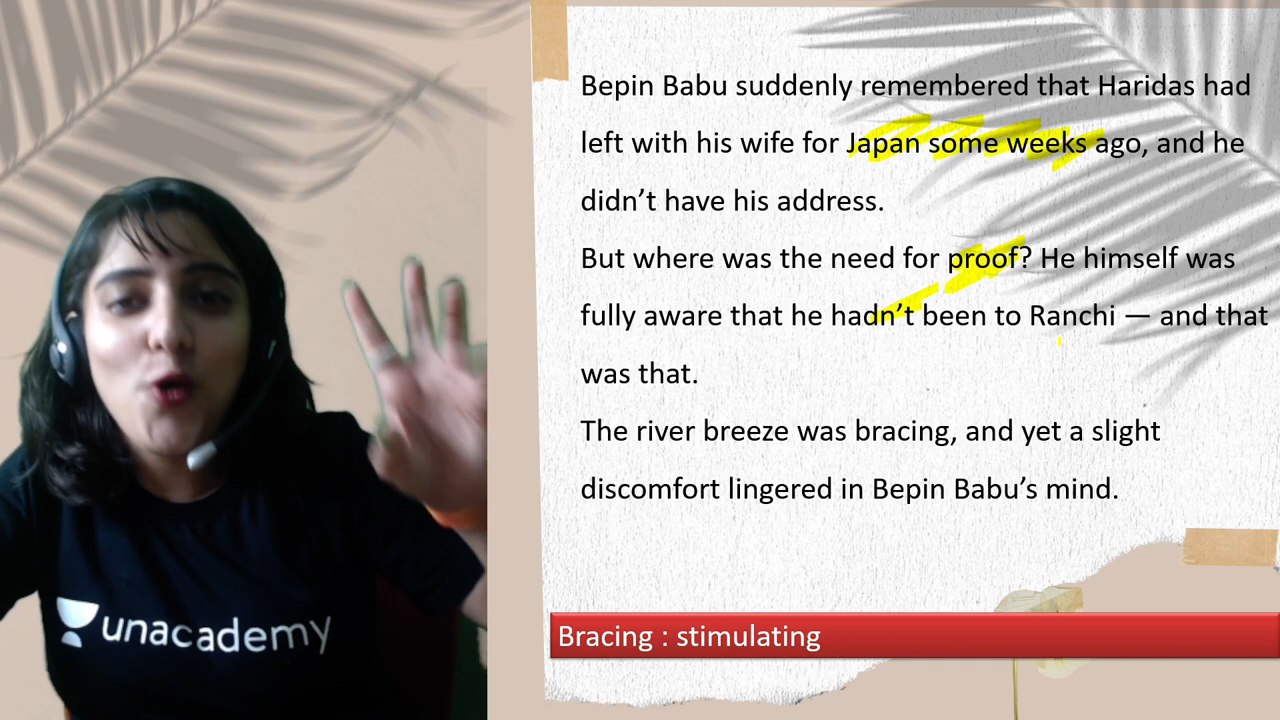 Bepin Babu suddenly remembered that Haridas had
left with his wife for Japan some weeks ago, and he
didn’t have his address.
But where was the need for proof? He himself was
fully aware that he hadn’t been to Ranchi — and that
was that.
The river breeze was bracing, and yet a slight
discomfort lingered in Bepin Babu’s mind.
Bracing : stimulating
unacademy